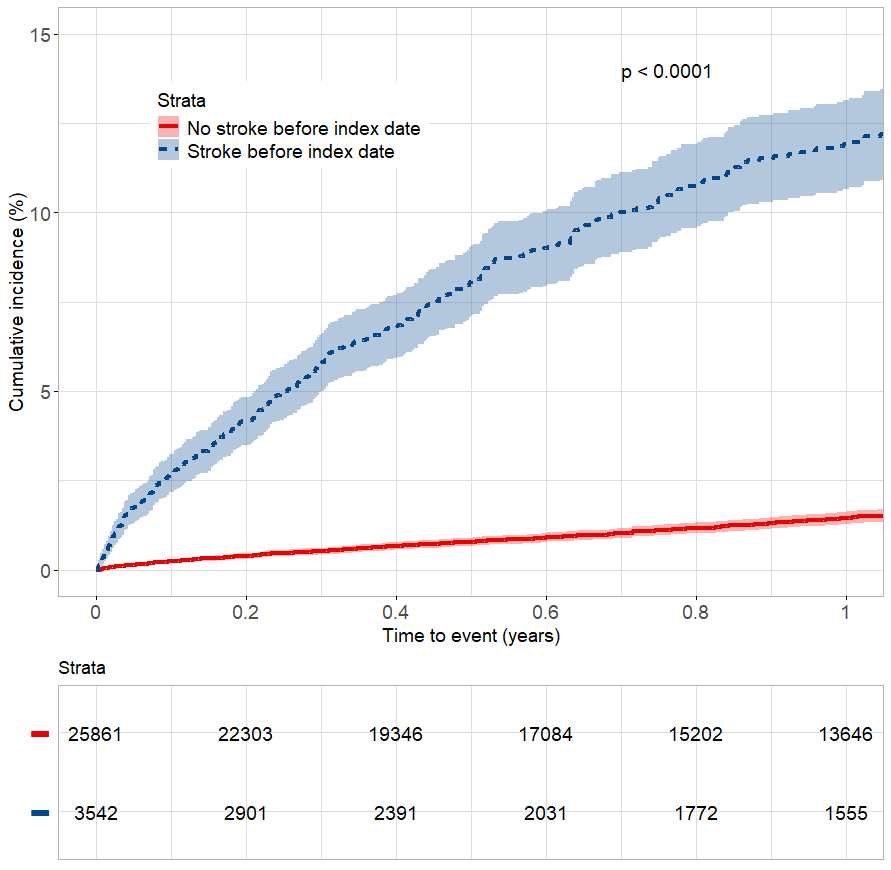 15
p < 0.0001
Strata
No stroke before index date
Stroke before index date
10
Cumulative incidence (%)
5
0
0 0.2 0.4 0.6 0.8 1
Time to event (years)
Strata
25861 22303 19346 17084 15202 13646
3542 2901 2391 2031 1772 1555